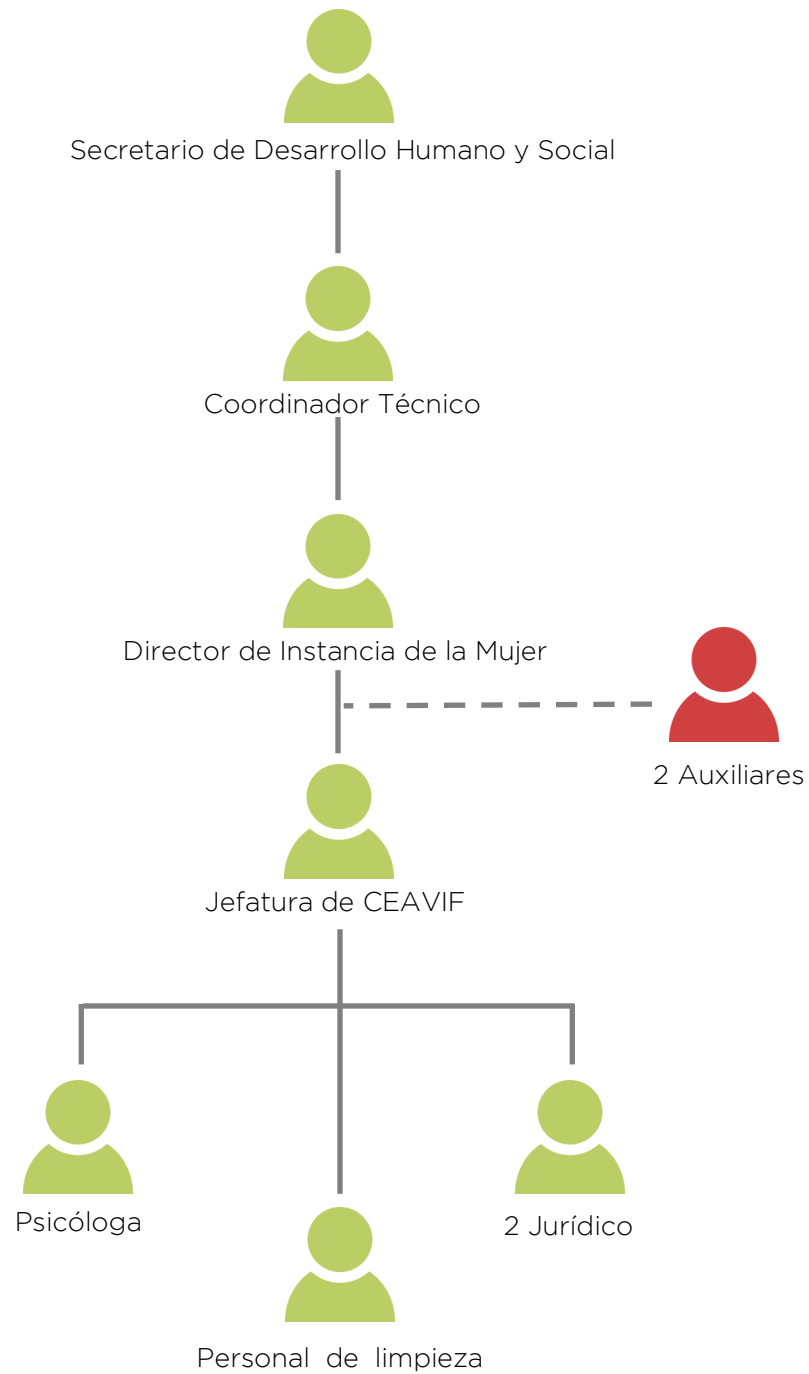 Secretario de Desarrollo Humano y Social
Coordinador Técnico
Director de Instancia de la Mujer
2 Auxiliares
Jefatura de CEAVIF
Psicóloga
2 Jurídico
Personal de limpieza